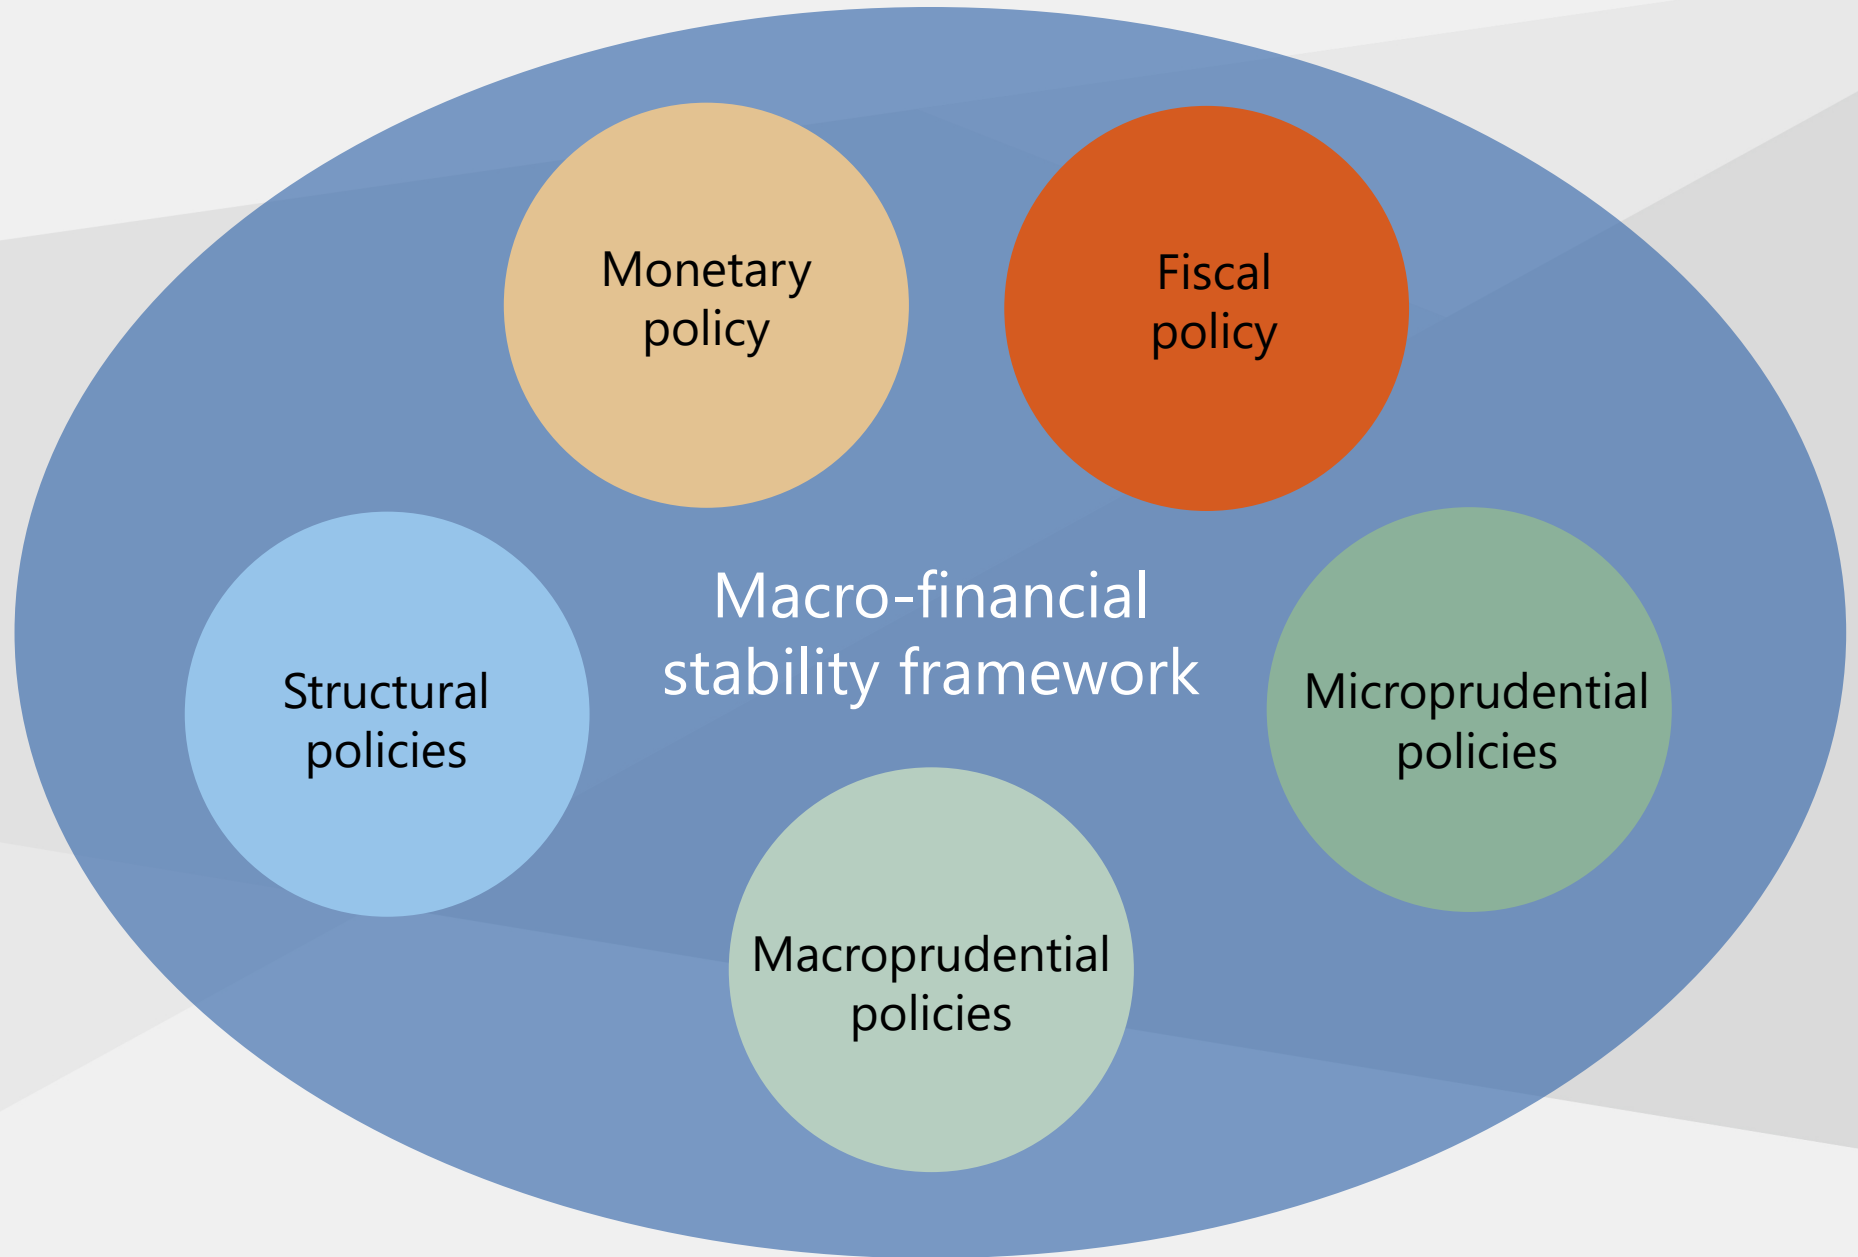 Monetary
policy
Fiscal
policy
Macro-financial
stability framework
Structural
policies
Microprudential
policies
Macroprudential
policies